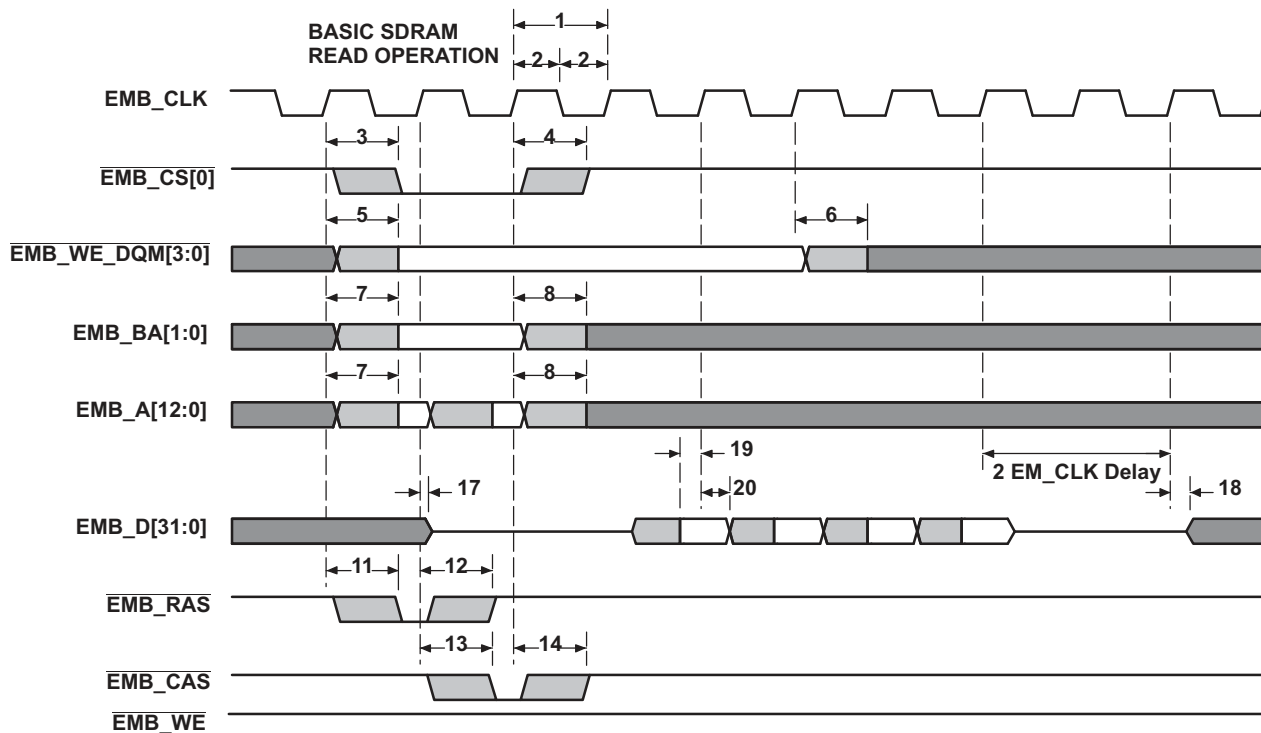 BASIC SDRAM
READ OPERATION
1
2 2
EMB_CLK
3 4
EMB_CS[0]
5 6
EMB_WE_DQM[3:0]
7 8
EMB_BA[1:0]
7 8
EMB_A[12:0]
19
2 EM_CLK Delay
17 20 18
EMB_D[31:0]
11 12
EMB_RAS
13 14
EMB_CAS
EMB_WE